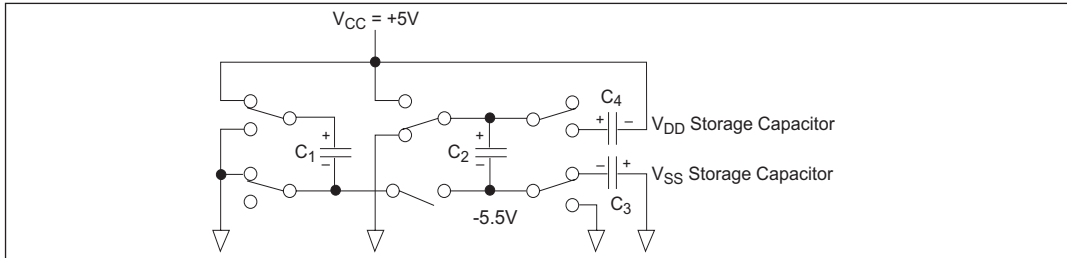 V_CC = +5V
C_4
+ −
V_DD Storage Capacitor
+
C_1
−
+
C_2
−
− +
V_SS Storage Capacitor
C_3
-5.5V